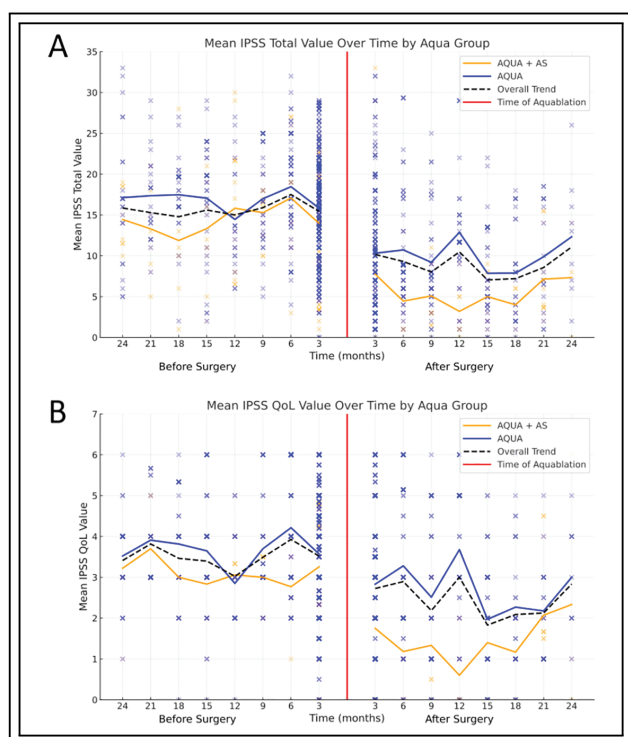 A
Mean IPSS Total Value Over Time by Aqua Group
Mean IPSS Total Value
35
30
25
20
15
10
5
0
AQUA + AS
AQUA
Overall Trend
Time of Aquablation
24 21 18 15 12 9 6 3 3 6 9 12 15 18 21 24
Before Surgery Time (months) After Surgery
B
Mean IPSS QoL Value Over Time by Aqua Group
Mean IPSS QoL Value
7
6
5
4
3
2
1
0
AQUA + AS
AQUA
Overall Trend
Time of Aquablation
24 21 18 15 12 9 6 3 3 6 9 12 15 18 21 24
Before Surgery Time (months) After Surgery